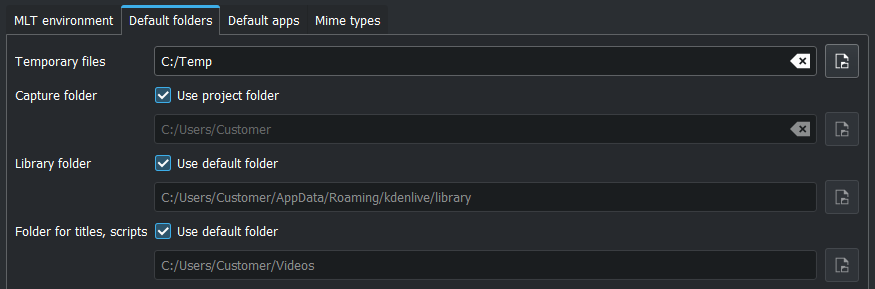 MLT environment Default folders Default apps Mime types
Temporary files C:/Temp
Capture folder Use project folder
C:/Users/Customer
Library folder Use default folder
C:/Users/Customer/AppData/Roaming/kdenlive/library
Folder for titles, scripts Use default folder
C:/Users/Customer/Videos